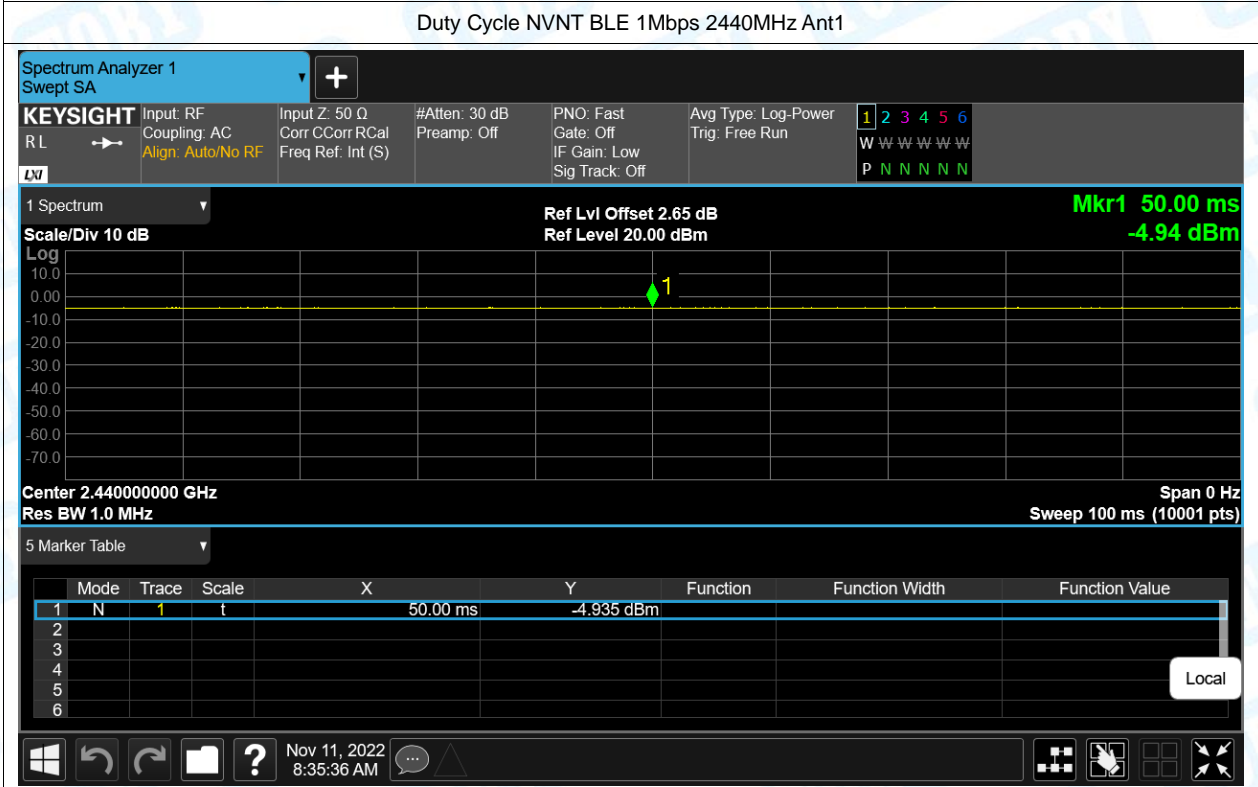 Duty Cycle NVNT BLE 1Mbps 2440MHz Ant1
Spectrum Analyzer 1
Swept SA
KEYSIGHT
R L
LXI
Input: RF
Coupling: AC
Align: Auto/No RF
Input Z: 50 Ω
Corr CCorr RCal
Freq Ref: Int (S)
#Atten: 30 dB
Preamp: Off
PNO: Fast
Gate: Off
IF Gain: Low
Sig Track: Off
Avg Type: Log-Power
Trig: Free Run
1 2 3 4 5 6
W W W W W W
P N N N N N
1 Spectrum
Scale/Div 10 dB
Ref Lvl Offset 2.65 dB
Ref Level 20.00 dBm
Mkr1 50.00 ms
-4.94 dBm
Log
10.0
0.00
-10.0
-20.0
-30.0
-40.0
-50.0
-60.0
-70.0
1
Center 2.440000000 GHz
Res BW 1.0 MHz
Span 0 Hz
Sweep 100 ms (10001 pts)
5 Marker Table
Mode Trace Scale X Y Function Function Width Function Value
1 N 1 t 50.00 ms -4.935 dBm
2
3
4
5
6
Local
?
Nov 11, 2022
8:35:36 AM